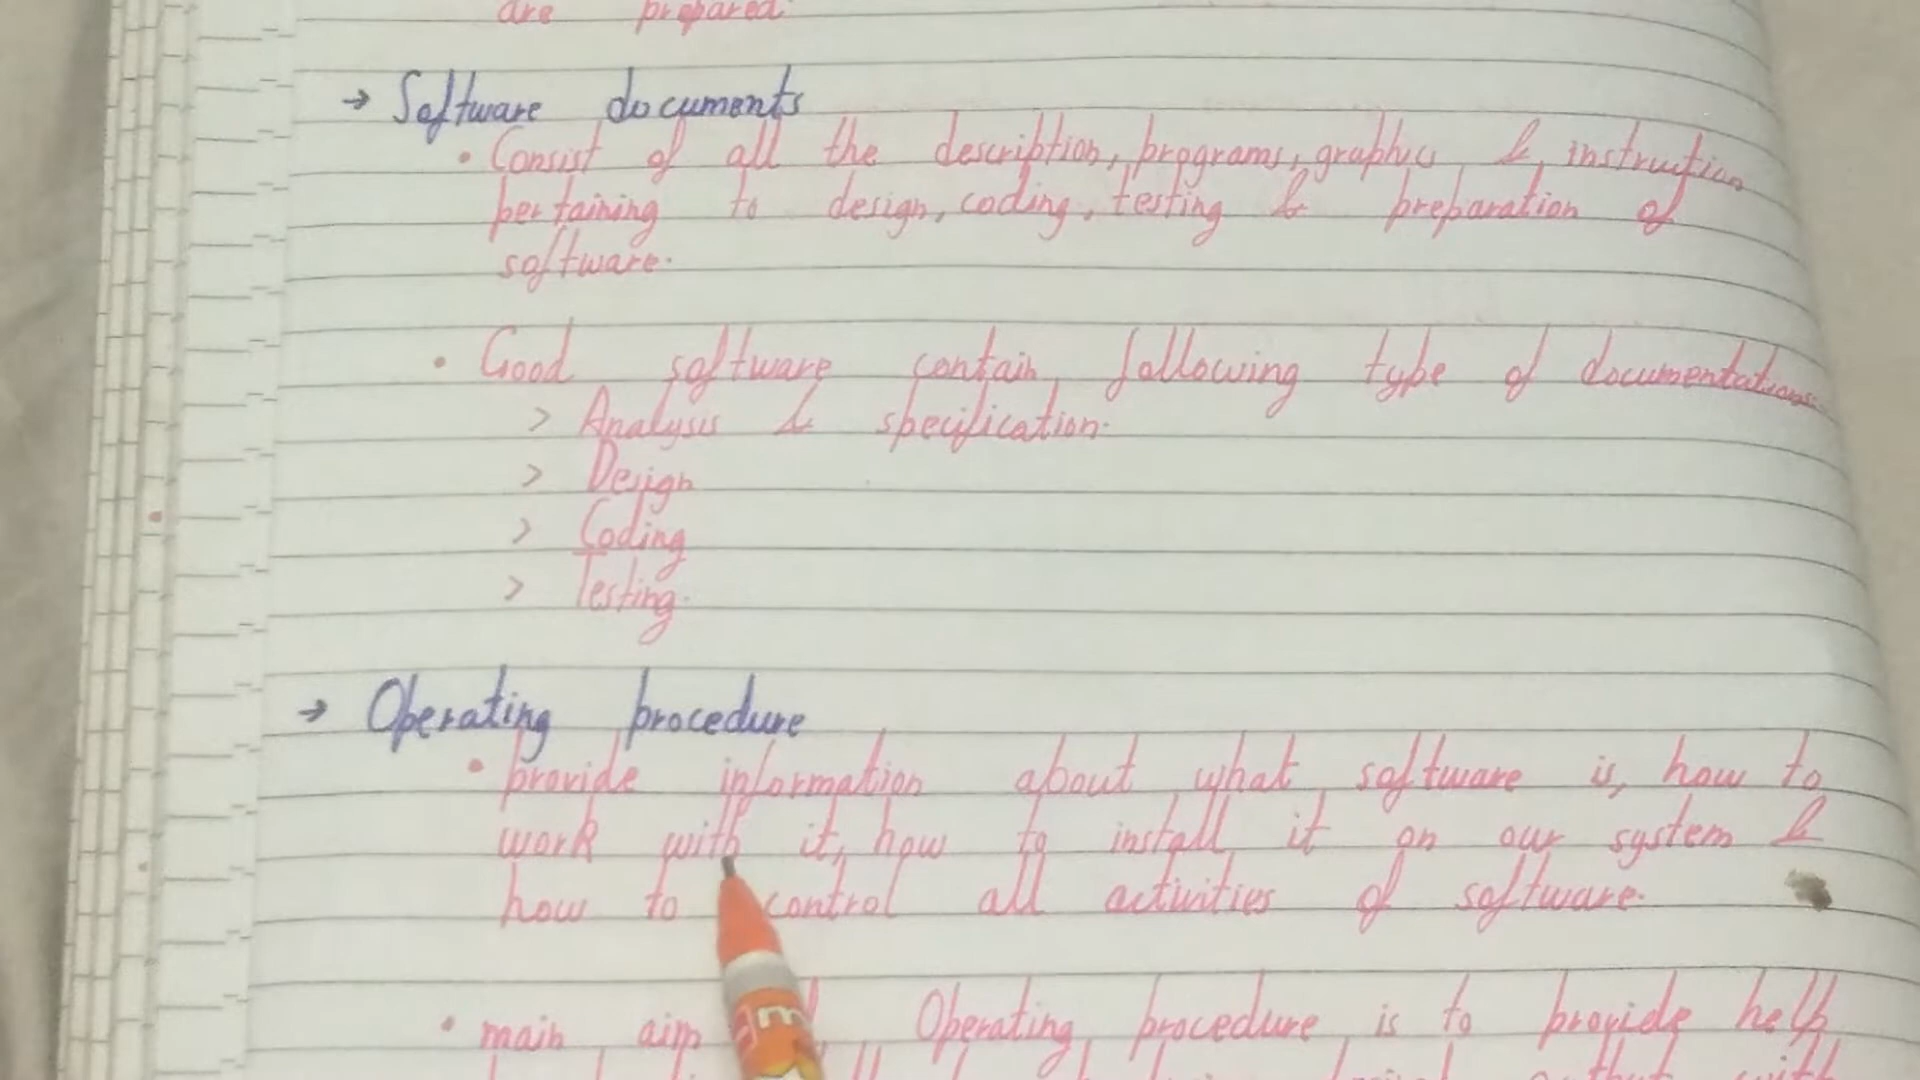 are prepared.
→ Software documents
• Consist of all the description, programs, graphics & instruction
pertaining to design, coding, testing & preparation of
software.
• Good software contain following type of documentations.
> Analysis & specification.
> Design
> Coding
> Testing.
→ Operating procedure
• provide information about what software is, how to
work with it, how to install it on our system &
how to control all activities of software.
• main aim Operating procedure is to provide help